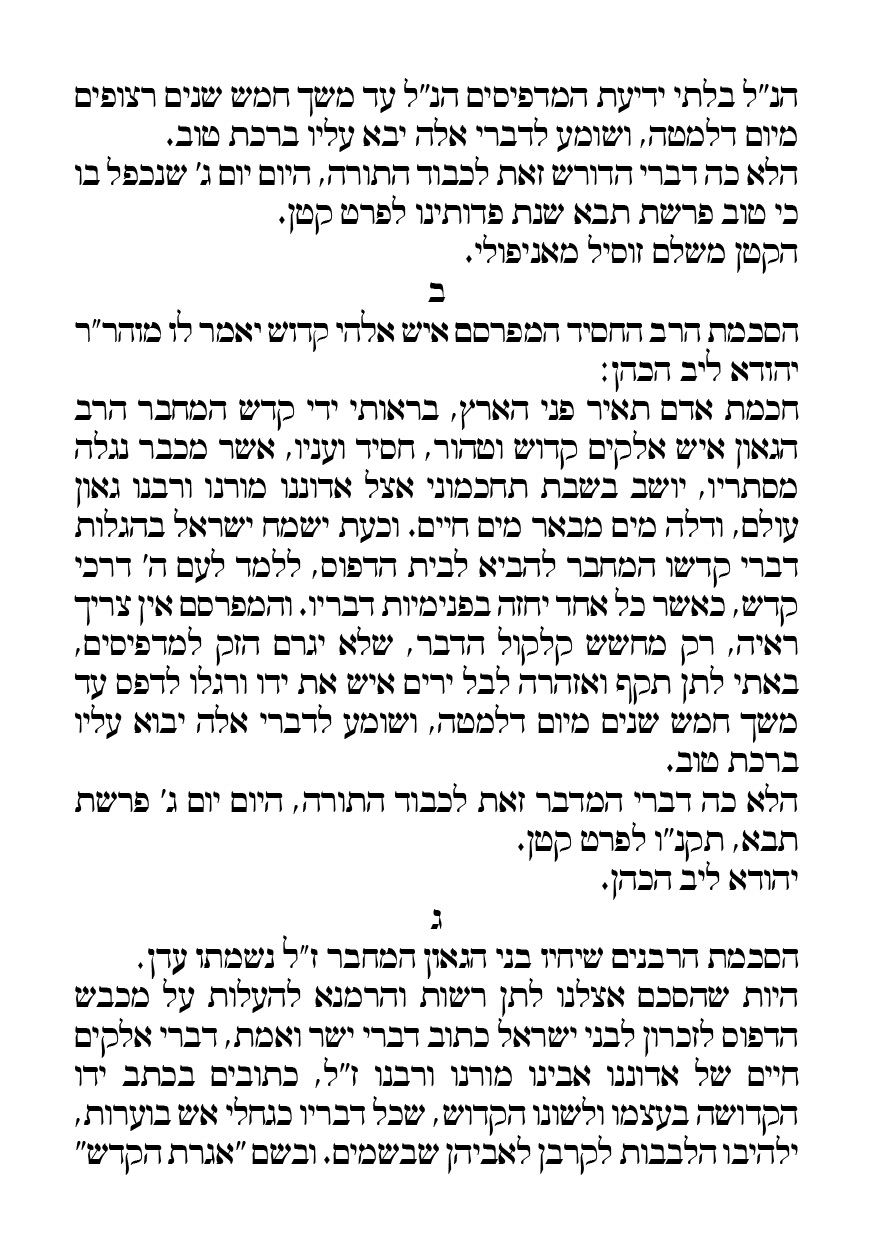 הנ"ל בלתי ידיעת המדפיסים הנ"ל עד משך חמש שנים רצופים
מיום דלמטה, ושומע לדברי אלה יבא עליו ברכת טוב.
הלא כה דברי הדורש זאת לכבוד התורה, היום יום ג' שנכפל בו
כי טוב פרשת תבא שנת פדותינו לפרט קטן.
הקטן משלם זוסיל מאניפולי.
ב
הסכמת הרב החסיד המפרסם איש אלהי קדוש יאמר לו מוהר"ר
יהודא ליב הכהן:
חכמת אדם תאיר פני הארץ, בראותי ידי קדש המחבר הרב
הגאון איש אלקים קדוש וטהור, חסיד ועניו, אשר מכבר נגלה
מסתריו, יושב בשבת תחכמוני אצל אדוננו מורנו ורבנו גאון
עולם, ודלה מים מבאר מים חיים. וכעת ישמח ישראל בהגלות
דברי קדשו המחבר להביא לבית הדפוס, ללמד לעם ה' דרכי
קדש, כאשר כל אחד יחזה בפנימיות דבריו. והמפרסם אין צריך
ראיה, רק מחשש קלקול הדבר, שלא יגרם הזק למדפיסים,
באתי לתן תקף ואזהרה לבל ירים איש את ידו ורגלו לדפס עד
משך חמש שנים מיום דלמטה, ושומע לדברי אלה יבוא עליו
ברכת טוב.
הלא כה דברי המדבר זאת לכבוד התורה, היום יום ג' פרשת
תבא, תקנ"ו לפרט קטן.
יהודא ליב הכהן.
ג
הסכמת הרבנים שיחיו בני הגאון המחבר ז"ל נשמתו עדן.
היות שהסכם אצלנו לתן רשות והרמנא להעלות על מכבש
הדפוס לזכרון לבני ישראל כתוב דברי ישר ואמת, דברי אלקים
חיים של אדוננו אבינו מורנו ורבנו ז"ל, כתובים בכתב ידו
הקדושה בעצמו ולשונו הקדוש, שכל דבריו כגחלי אש בוערות,
ילהיבו הלבבות לקרבן לאביהן שבשמים. ובשם "אגרת הקדש"